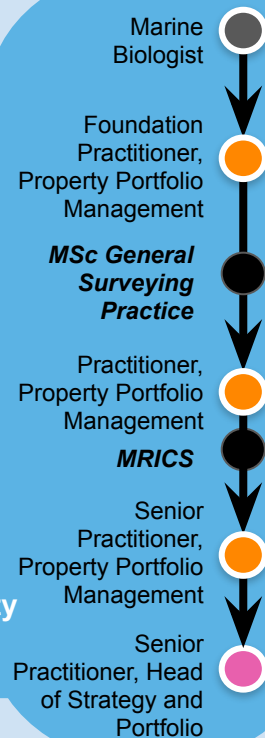 Marine
Biologist
Foundation
Practitioner,
Property Portfolio
Management
MSc General
Surveying
Practice
Practitioner,
Property Portfolio
Management
MRICS
Senior
Practitioner,
Property Portfolio
Management
ty
Senior
Practitioner, Head
of Strategy and
Portfolio